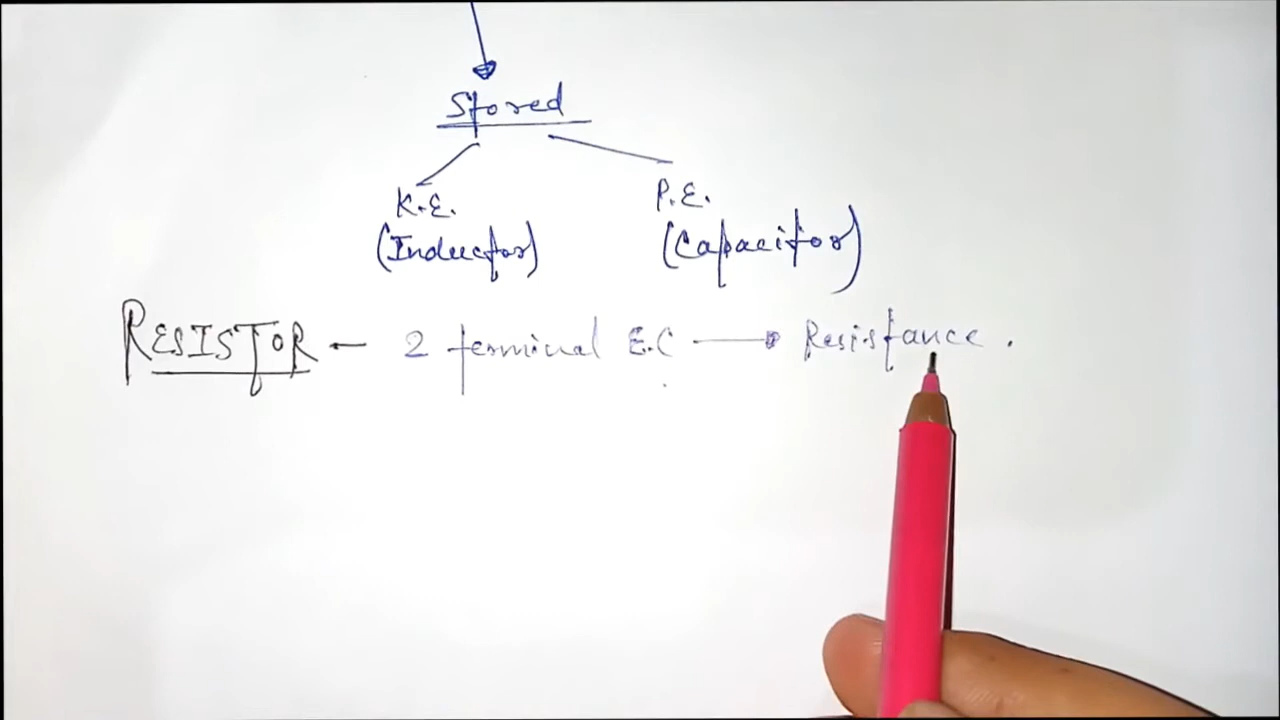 Stored
K.E. P.E.
(Inductor) (Capacitor)
RESISTOR - 2 terminal E.C → Resistance.